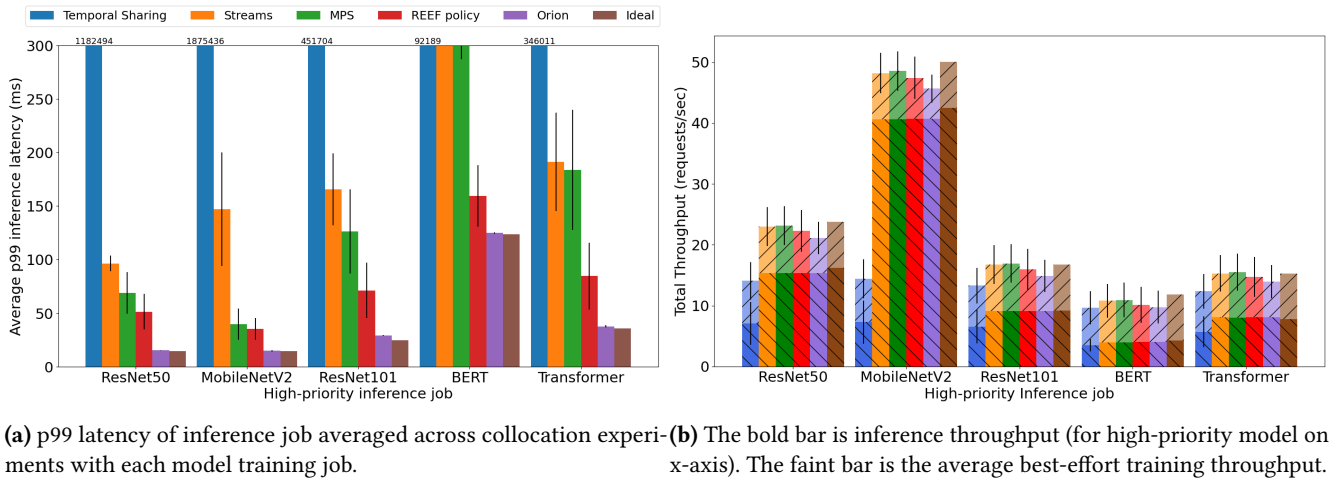 Temporal Sharing Streams MPS REEF policy Orion Ideal
1182494 1875436 451704 92189 346011
300
250
200
150
100
50
0
Average p99 inference latency (ms)
ResNet50 MobileNetV2 ResNet101 BERT Transformer
High-priority inference job
(a) p99 latency of inference job averaged across collocation experi-
ments with each model training job.
50
40
30
20
10
0
Total Throughput (requests/sec)
ResNet50 MobileNetV2 ResNet101 BERT Transformer
High-priority Inference job
(b) The bold bar is inference throughput (for high-priority model on
x-axis). The faint bar is the average best-effort training throughput.